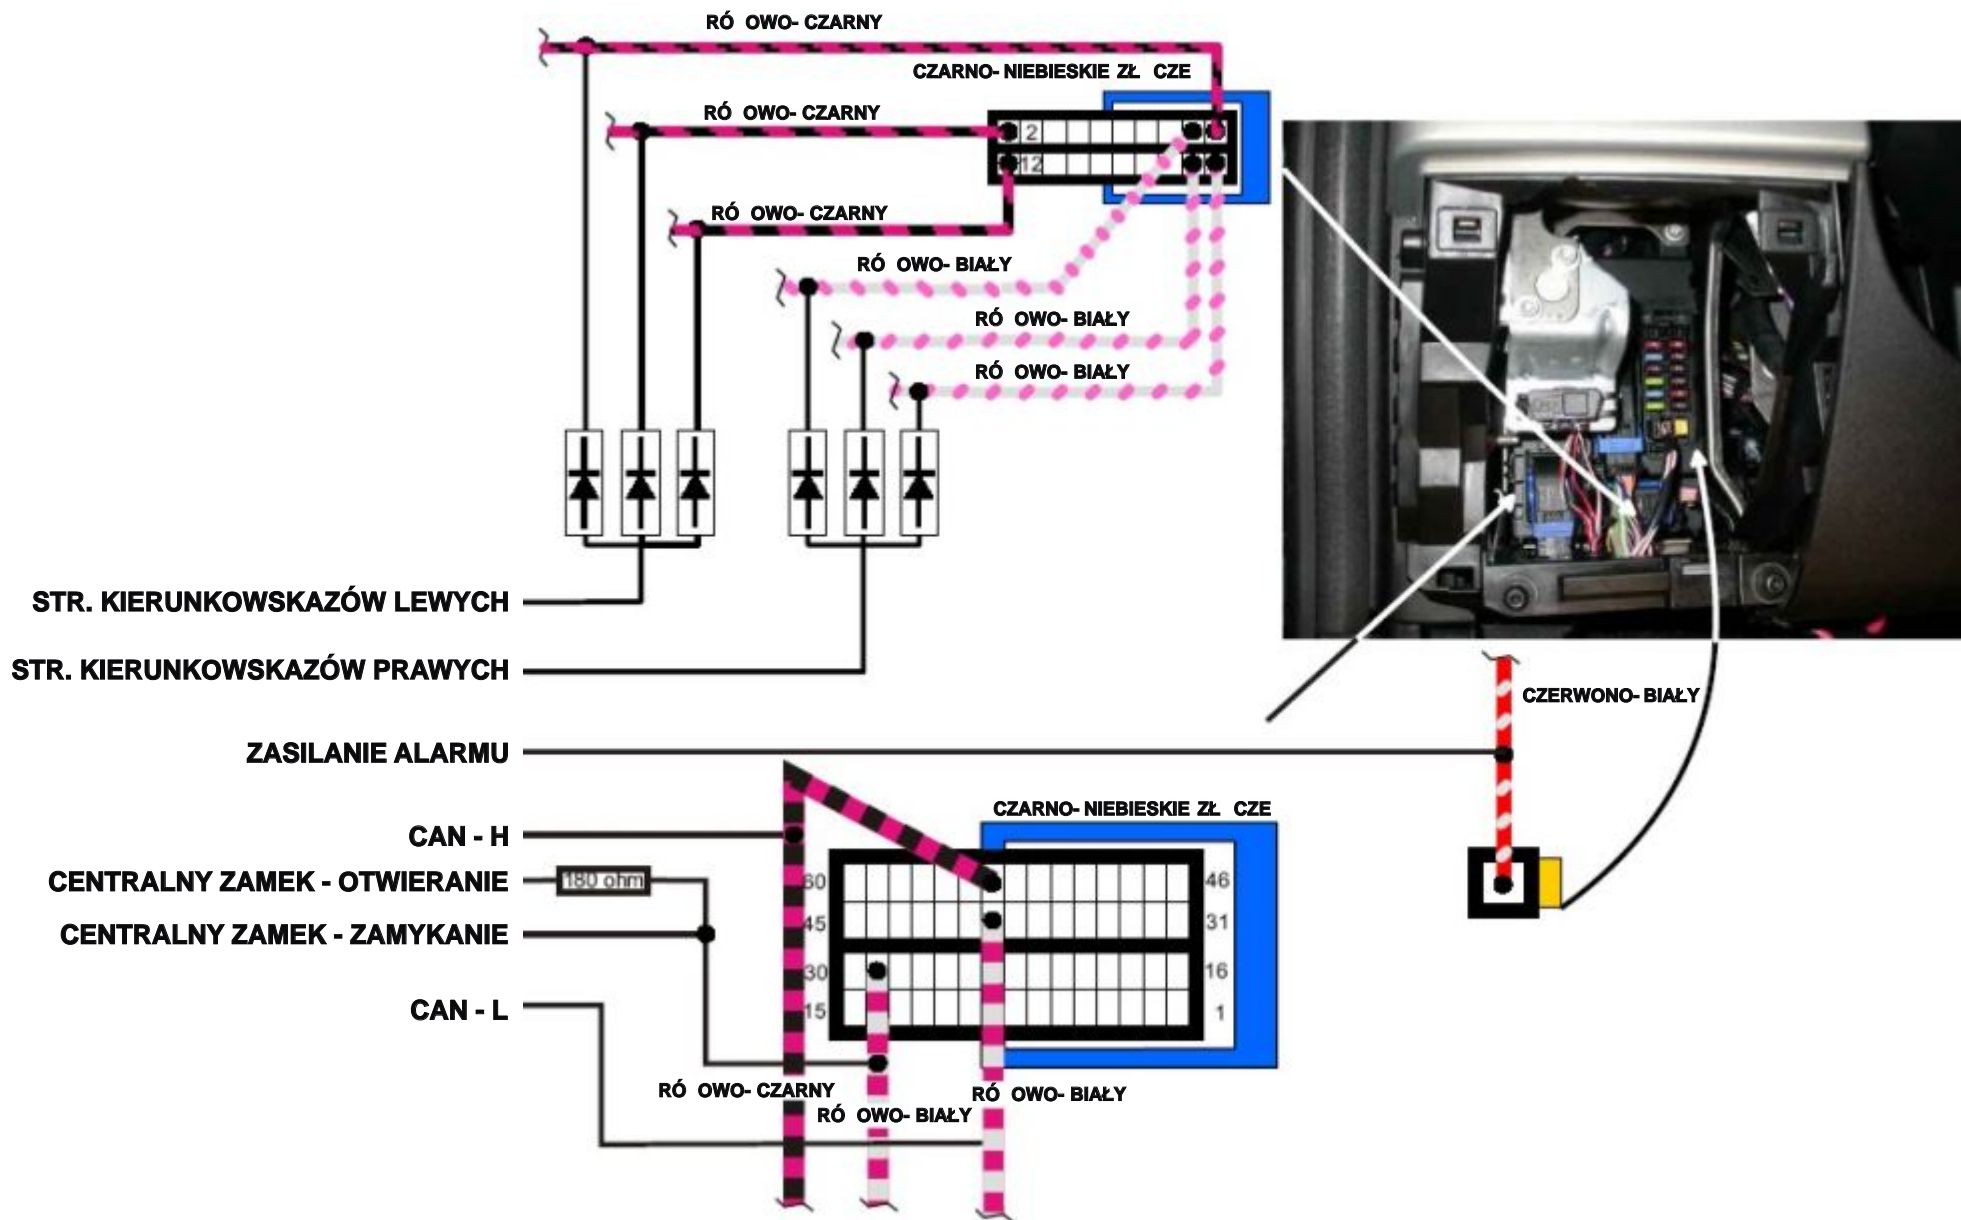 RÓ OWO- CZARNY
CZARNO- NIEBIESKIE ZŁ CZE
RÓ OWO- CZARNY
2
12
RÓ OWO- CZARNY
RÓ OWO- BIAŁY
RÓ OWO- BIAŁY
RÓ OWO- BIAŁY
STR. KIERUNKOWSKAZÓW LEWYCH
STR. KIERUNKOWSKAZÓW PRAWYCH
CZERWONO- BIAŁY
ZASILANIE ALARMU
CZARNO- NIEBIESKIE ZŁ CZE
CAN - H
CENTRALNY ZAMEK - OTWIERANIE
180 ohm
60
46
CENTRALNY ZAMEK - ZAMYKANIE
45
31
30
16
CAN - L
15
1
RÓ OWO- CZARNY
RÓ OWO- BIAŁY
RÓ OWO- BIAŁY